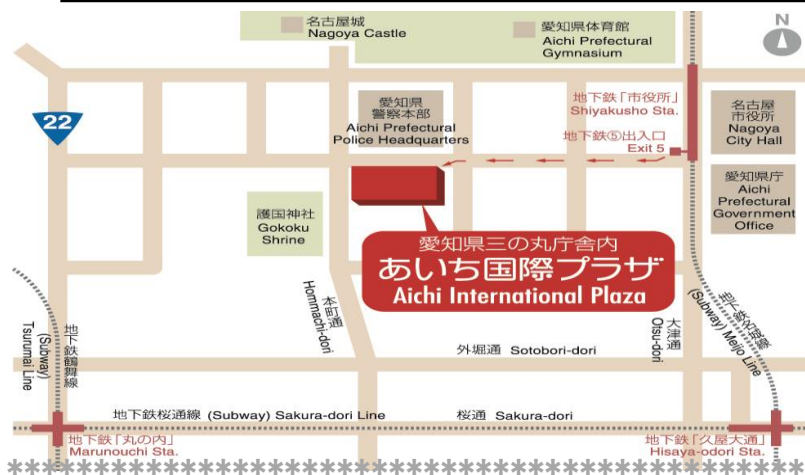 名古屋城
Nagoya Castle
愛知県体育館
Aichi Prefectural
Gymnasium
N
22
愛知県
警察本部
Aichi Prefectural
Police Headquarters
地下鉄「市役所」
Shiyakusho Sta.
地下鉄⑤出入口
Exit 5
名古屋
市役所
Nagoya
City Hall
愛知県庁
Aichi
Prefectural
Government
Office
護国神社
Gokoku
Shrine
愛知県三の丸庁舎内
あいち国際プラザ
Aichi International Plaza
本町通
Hommachi-dori
大津通
Otsu-dori
地下鉄名城線
(Subway) Meijo Line
地下鉄鶴舞線
(Subway)
Tsurumai Line
外堀通 Sotobori-dori
地下鉄桜通線 (Subway) Sakura-dori Line
桜通 Sakura-dori
地下鉄「丸の内」
Marunouchi Sta.
地下鉄「久屋大通」
Hisaya-odori Sta.